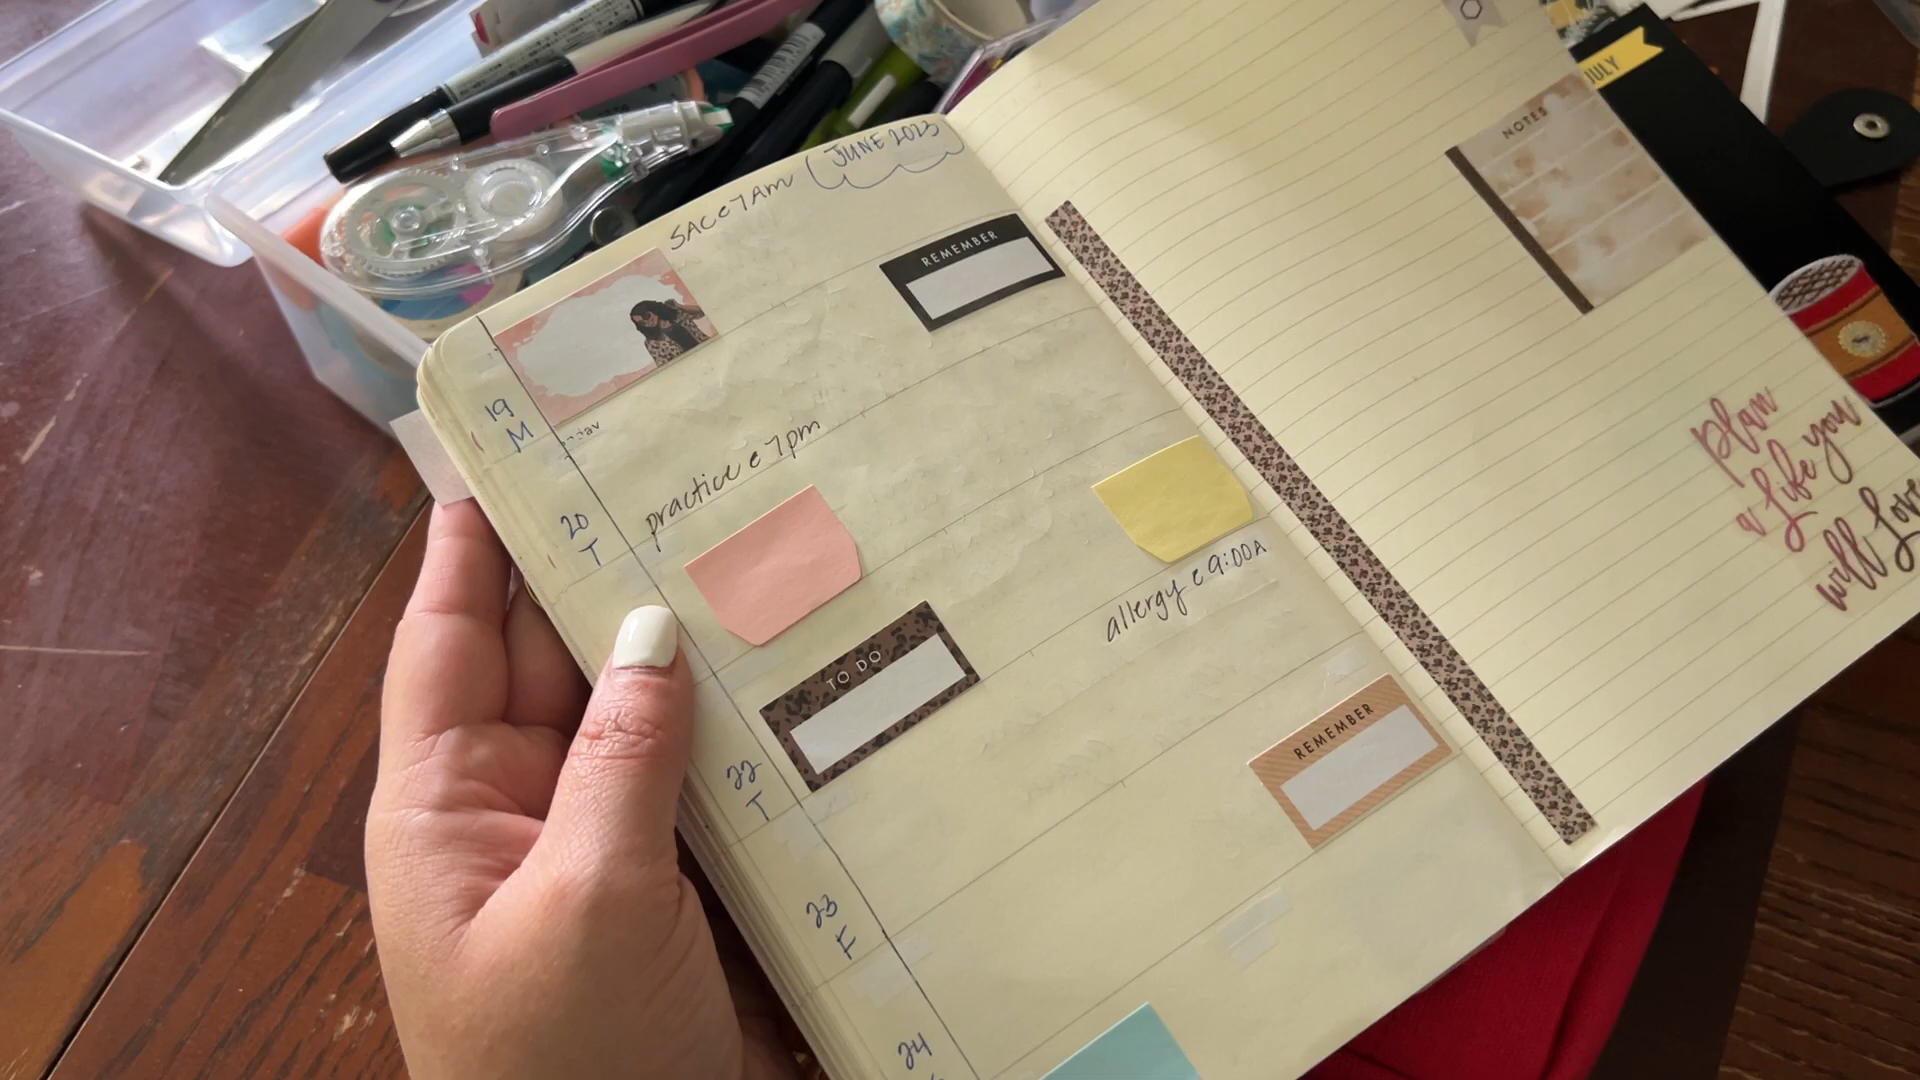 JUNE 2023
SAC @ 7AM
REMEMBER
19
M
practice @ 7pm
20
T
allergy @ 9:00A
TO DO
REMEMBER
22
T
23
F
24
NOTES
JULY
plan
a life you
will love